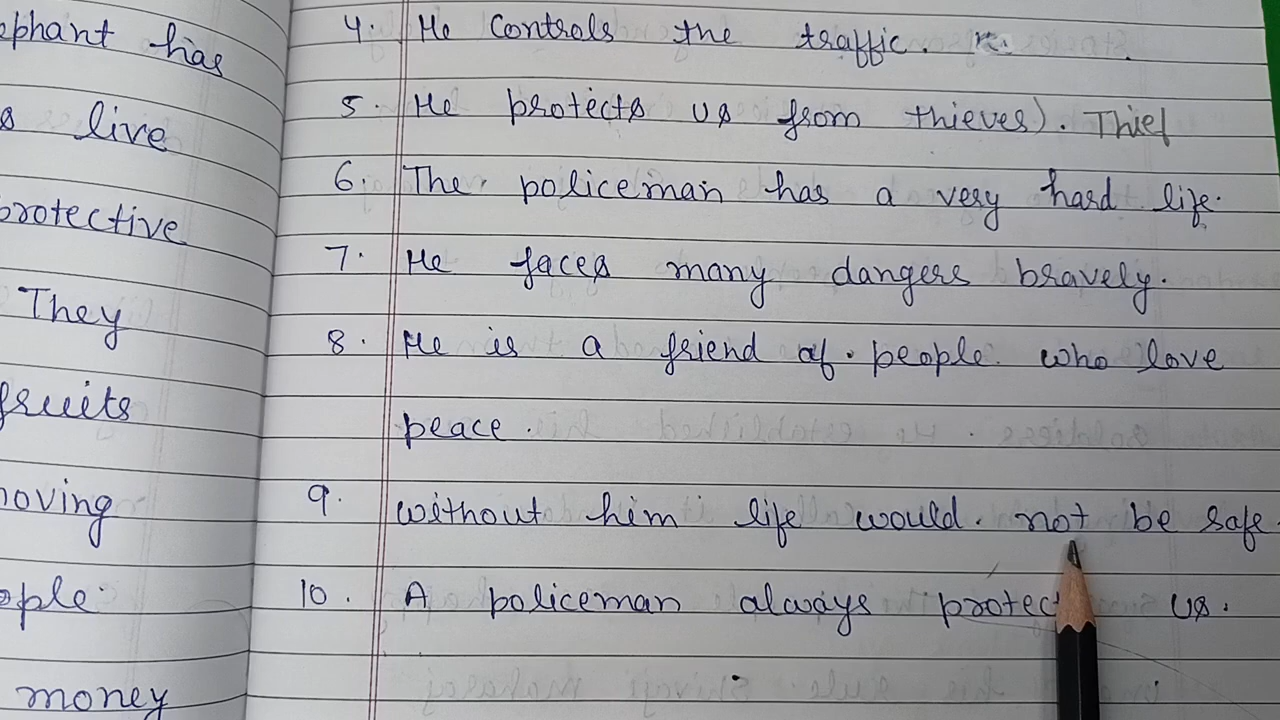 ephant has
s live
protective
They
fruits
moving
ople
money
4. He Controls the traffic.
5. He protects us from thieves). Thief
6. The policeman has a very hard life.
7. He faces many dangers bravely.
8. He is a friend of people who love
peace.
9. without him life would not be safe.
10. A policeman always protect us.